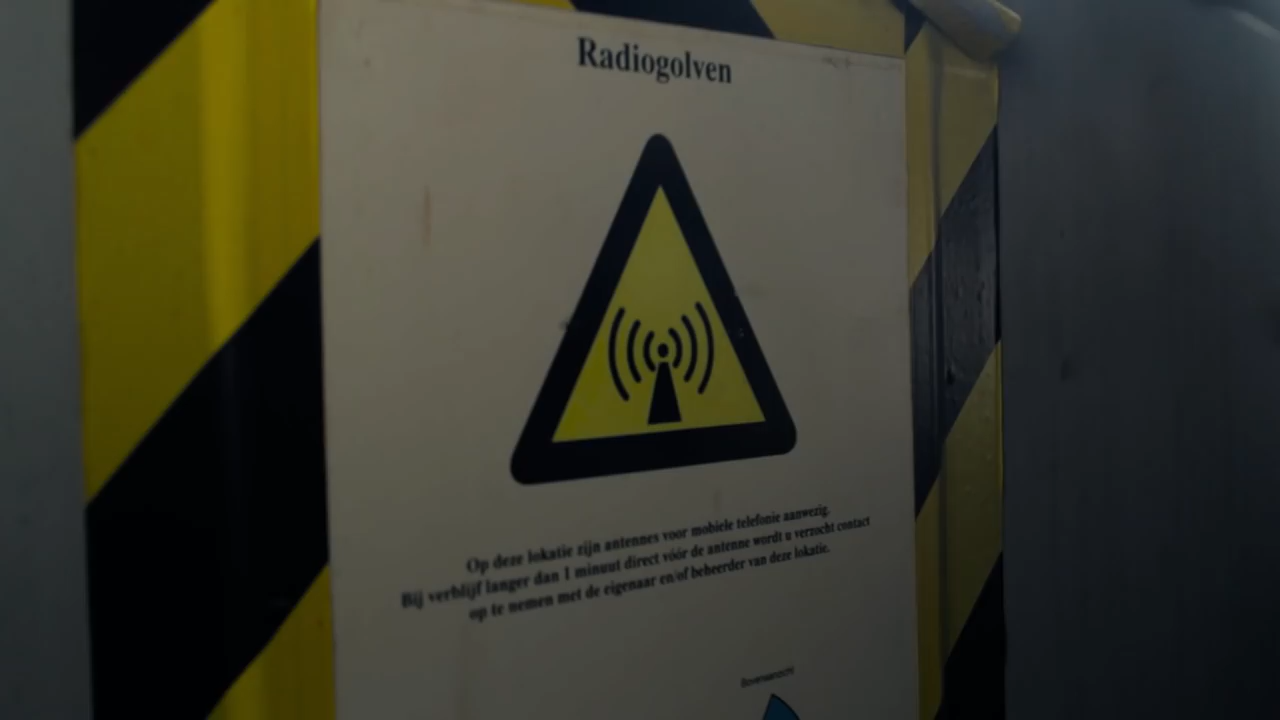 Radiogolven
Op deze lokatie zijn antennes voor mobiele telefonie aanwezig.
Bij verblijf langer dan 1 minuut direct vóór de antenne wordt u verzocht contact
op te nemen met de eigenaar en/of beheerder van deze lokatie.
Bovenaanzicht